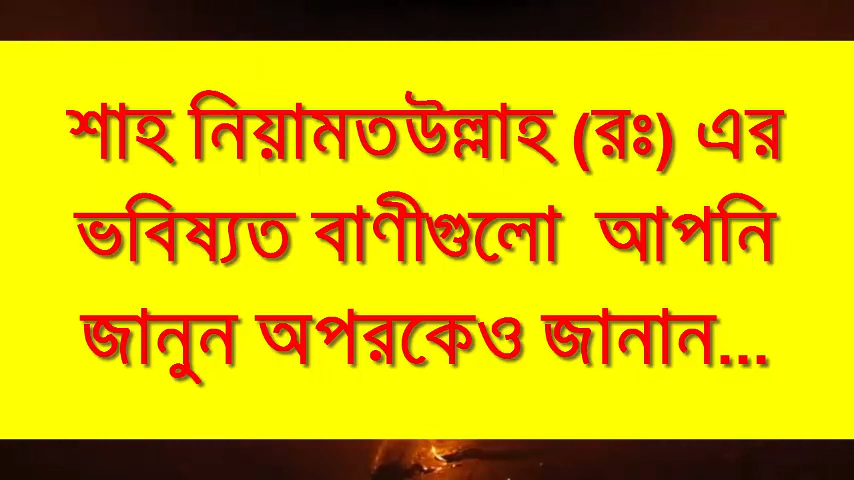 শাহ নিয়ামতউল্লাহ (রঃ) এর
ভবিষ্যত বাণীগুলো আপনি
জানুন অপরকেও জানান...